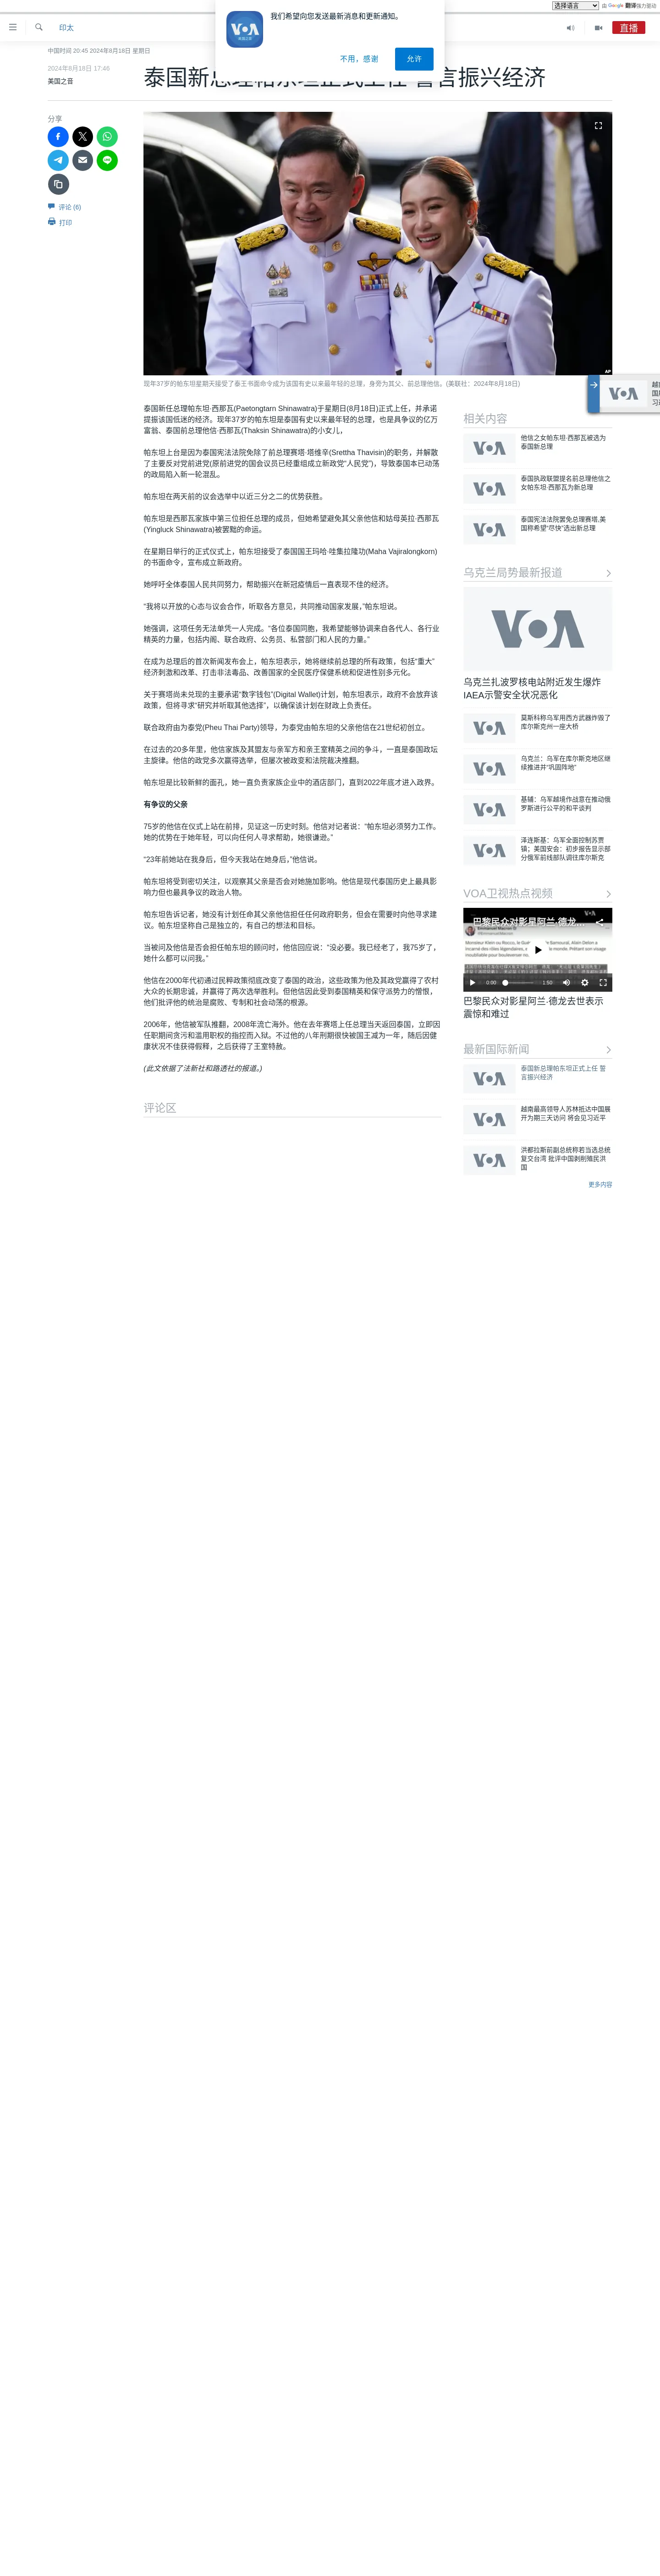 选择语言
由 Google 翻译强力驱动
我们希望向您发送最新消息和更新通知。
VOA
不用，感谢
允许
印太
直播
中国时间 20:45 2024年8月18日 星期日
2024年8月18日 17:46
美国之音
言振兴经济
分享
评论 (6)
打印
AP
现年37岁的帕东坦星期天接受了泰王书面命令成为该国有史以来最年轻的总理，身旁为其父、前总理他信。(美联社：2024年8月18日)
泰国新任总理帕东坦·西那瓦(Paetongtarn Shinawatra)于星期日(8月18日)正式上任，并承诺
提振该国低迷的经济。现年37岁的帕东坦是泰国有史以来最年轻的总理，也是具争议的亿万
富翁、泰国前总理他信·西那瓦(Thaksin Shinawatra)的小女儿，
帕东坦上台是因为泰国宪法法院免除了前总理赛塔·塔维辛(Srettha Thavisin)的职务，并解散
了主要反对党前进党(原前进党的国会议员已经重组成立新政党“人民党”)，导致泰国本已动荡
的政局陷入新一轮混乱。
帕东坦在两天前的议会选举中以近三分之二的优势获胜。
帕东坦是西那瓦家族中第三位担任总理的成员，但她希望避免其父亲他信和姑母英拉·西那瓦
(Yingluck Shinawatra)被罢黜的命运。
在星期日举行的正式仪式上，帕东坦接受了泰国国王玛哈·哇集拉隆功(Maha Vajiralongkorn)
的书面命令，宣布成立新政府。
她呼吁全体泰国人民共同努力，帮助振兴在新冠疫情后一直表现不佳的经济。
“我将以开放的心态与议会合作，听取各方意见，共同推动国家发展，”帕东坦说。
她强调，这项任务无法单凭一人完成。“各位泰国同胞，我希望能够协调来自各代人、各行业
精英的力量，包括内阁、联合政府、公务员、私营部门和人民的力量。”
在成为总理后的首次新闻发布会上，帕东坦表示，她将继续前总理的所有政策，包括“重大”
经济刺激和改革、打击非法毒品、改善国家的全民医疗保健系统和促进性别多元化。
关于赛塔尚未兑现的主要承诺“数字钱包”(Digital Wallet)计划，帕东坦表示，政府不会放弃该
政策，但将寻求“研究并听取其他选择”，以确保该计划在财政上负责任。
联合政府由为泰党(Pheu Thai Party)领导，为泰党由帕东坦的父亲他信在21世纪初创立。
在过去的20多年里，他信家族及其盟友与亲军方和亲王室精英之间的争斗，一直是泰国政坛
主旋律。他信的政党多次赢得选举，但屡次被政变和法院裁决推翻。
帕东坦是比较新鲜的面孔，她一直负责家族企业中的酒店部门，直到2022年底才进入政界。
有争议的父亲
75岁的他信在仪式上站在前排，见证这一历史时刻。他信对记者说：“帕东坦必须努力工作。
她的优势在于她年轻，可以向任何人寻求帮助，她很谦逊。”
“23年前她站在我身后，但今天我站在她身后，”他信说。
帕东坦将受到密切关注，以观察其父亲是否会对她施加影响。他信是现代泰国历史上最具影
响力但也最具争议的政治人物。
帕东坦告诉记者，她没有计划任命其父亲他信担任任何政府职务，但会在需要时向他寻求建
议。帕东坦坚称自己是独立的，有自己的想法和目标。
当被问及他信是否会担任帕东坦的顾问时，他信回应说：“没必要。我已经老了，我75岁了，
她什么都可以问我。”
他信在2000年代初通过民粹政策彻底改变了泰国的政治，这些政策为他及其政党赢得了农村
大众的长期忠诚，并赢得了两次选举胜利。但他信因此受到泰国精英和保守派势力的憎恨，
他们批评他的统治是腐败、专制和社会动荡的根源。
2006年，他信被军队推翻，2008年流亡海外。他在去年赛塔上任总理当天返回泰国，立即因
任职期间贪污和滥用职权的指控而入狱。不过他的八年刑期很快被国王减为一年，随后因健
康状况不佳获得假释，之后获得了王室特赦。
(此文依据了法新社和路透社的报道。)
评论区
相关内容
他信之女帕东坦·西那瓦被选为
泰国新总理
泰国执政联盟提名前总理他信之
女帕东坦·西那瓦为新总理
泰国宪法法院罢免总理赛塔,美
国称希望“尽快”选出新总理
乌克兰局势最新报道
VOA
乌克兰扎波罗核电站附近发生爆炸
IAEA示警安全状况恶化
莫斯科称乌军用西方武器炸毁了
库尔斯克州一座大桥
乌克兰：乌军在库尔斯克地区继
续推进并“巩固阵地”
基辅：乌军越境作战意在推动俄
罗斯进行公平的和平谈判
泽连斯基：乌军全面控制苏贾
镇；美国安会：初步报告显示部
分俄军前线部队调往库尔斯克
VOA卫视热点视频
巴黎民众对影星阿兰·德龙...
0:00
1:50
巴黎民众对影星阿兰·德龙去世表示
震惊和难过
最新国际新闻
泰国新总理帕东坦正式上任 誓
言振兴经济
越南最高领导人苏林抵达中国展
开为期三天访问 将会见习近平
洪都拉斯前副总统称若当选总统
复交台湾 批评中国剥削殖民洪
国
更多内容